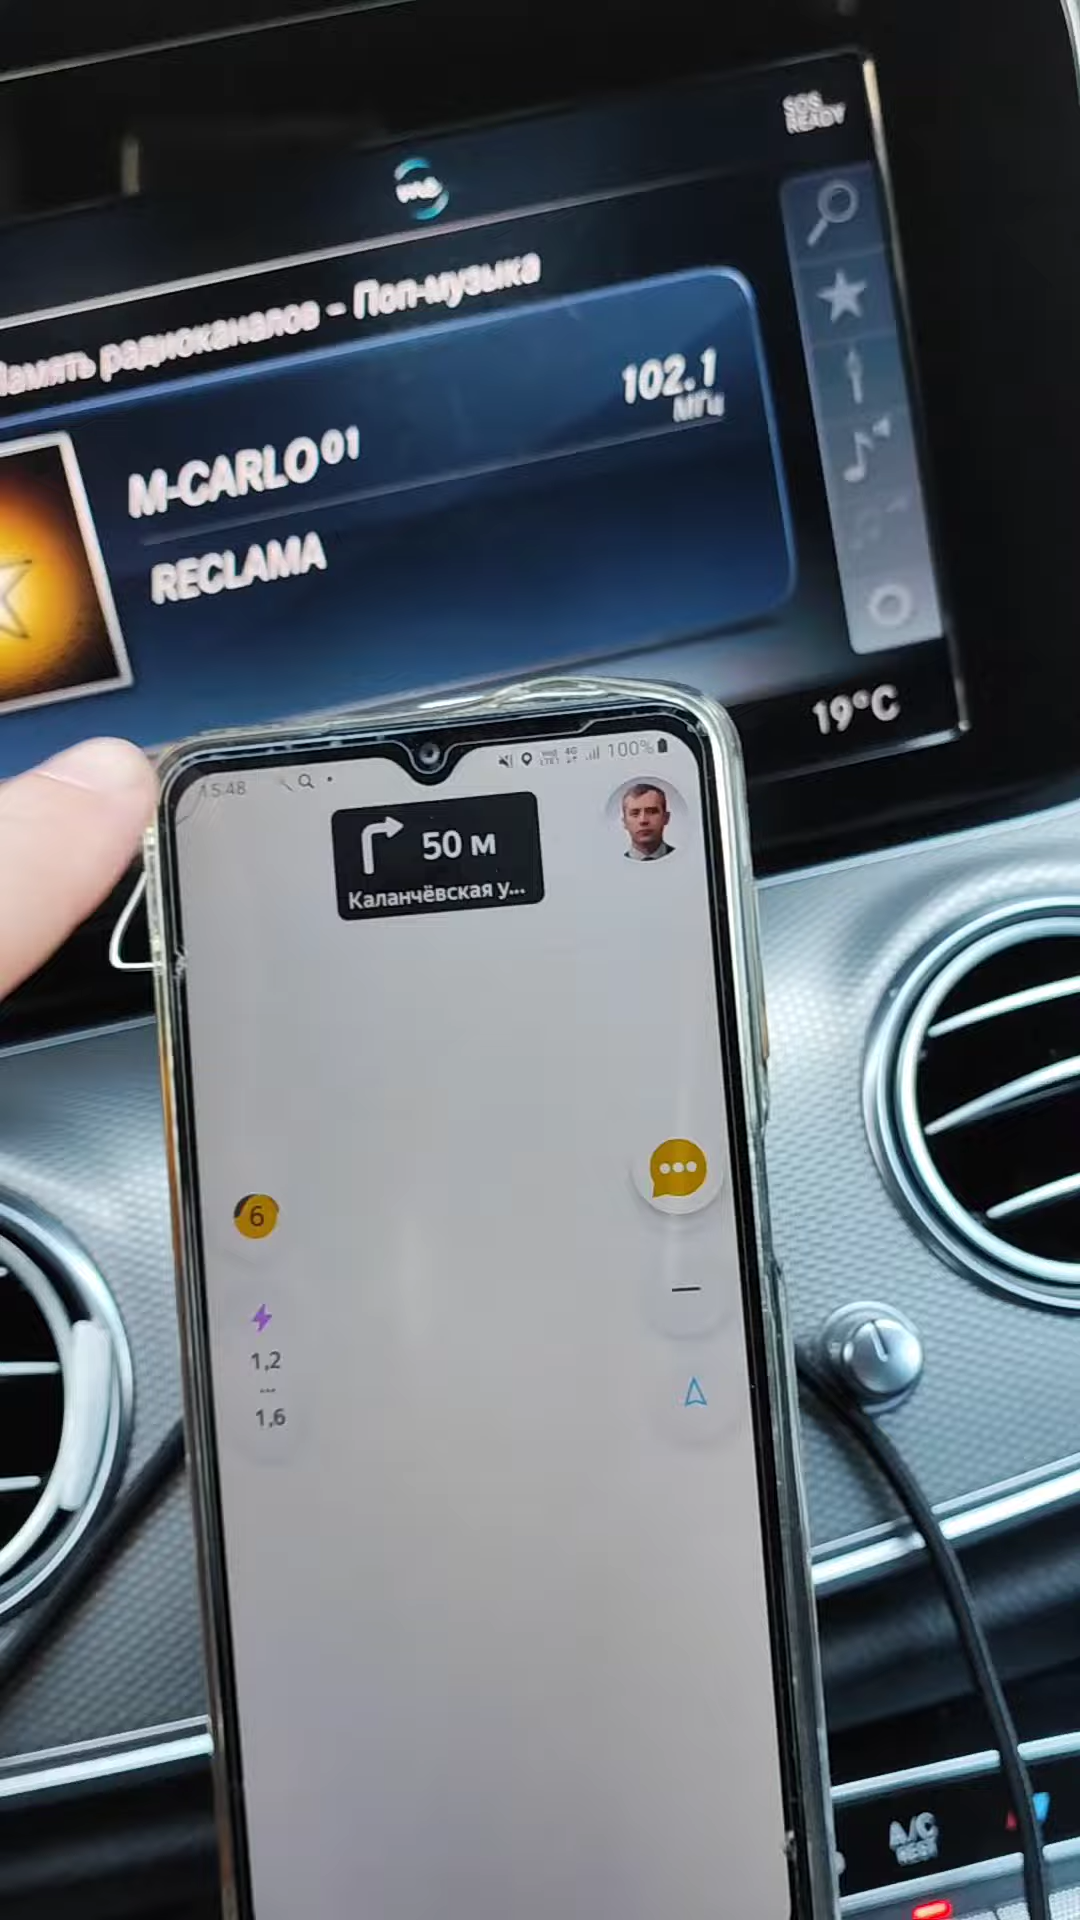 SOS
READY
Память радиоканалов – Поп-музыка
102.1
МГц
M-CARLO01
RECLAMA
19°C
15:48
100%
50 м
Каланчёвская у...
6
1,2
...
1,6
A/C
REST